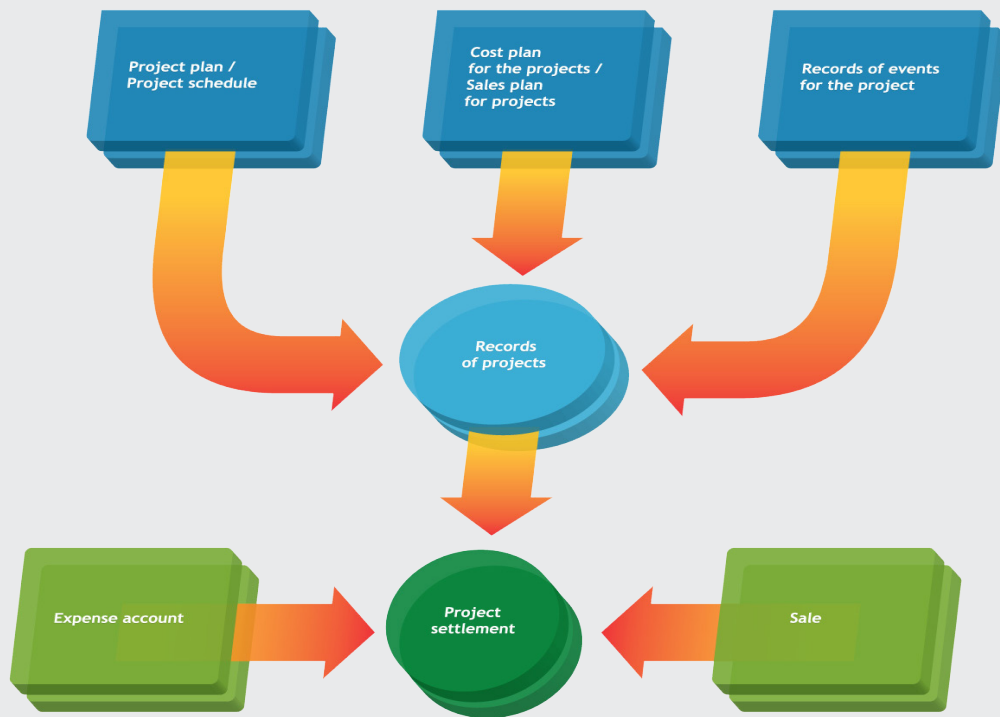 Project plan /
Project schedule
Cost plan
for the projects /
Sales plan
for projects
Records of events
for the project
Records
of projects
Expense account
Project
settlement
Sale